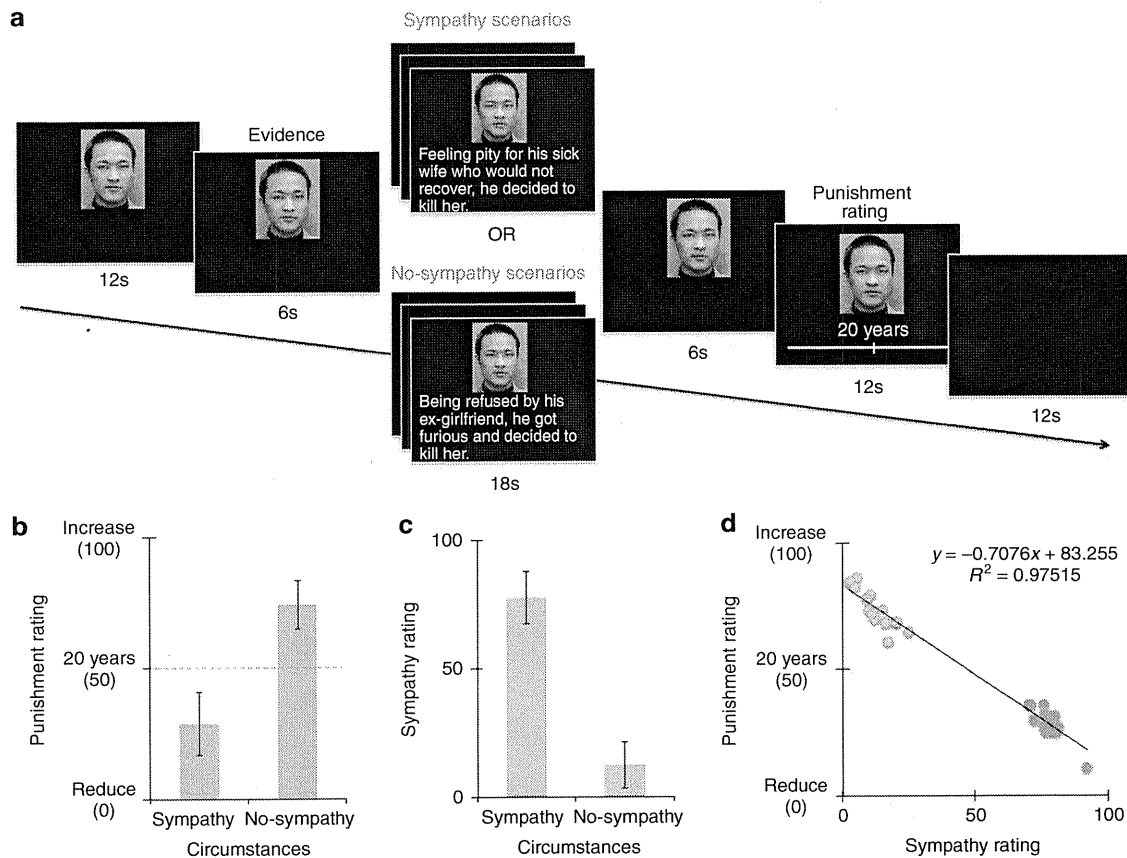 a
Sympathy scenarios
Evidence
Feeling pity for his sick
wife who would not
recover, he decided to
kill her.
OR
No-sympathy scenarios
Being refused by his
ex-girlfriend, he got
furious and decided to
kill her.
12s
6s
18s
6s
Punishment
rating
20 years
12s
12s
b
Increase
(100)
20 years
(50)
Reduce
(0)
Punishment rating
Sympathy No-sympathy
Circumstances
c
100
50
0
Sympathy rating
Sympathy No-sympathy
Circumstances
d
Increase
(100)
20 years
(50)
Reduce
(0)
Punishment rating
y = −0.7076x + 83.255
R² = 0.97515
0 50 100
Sympathy rating